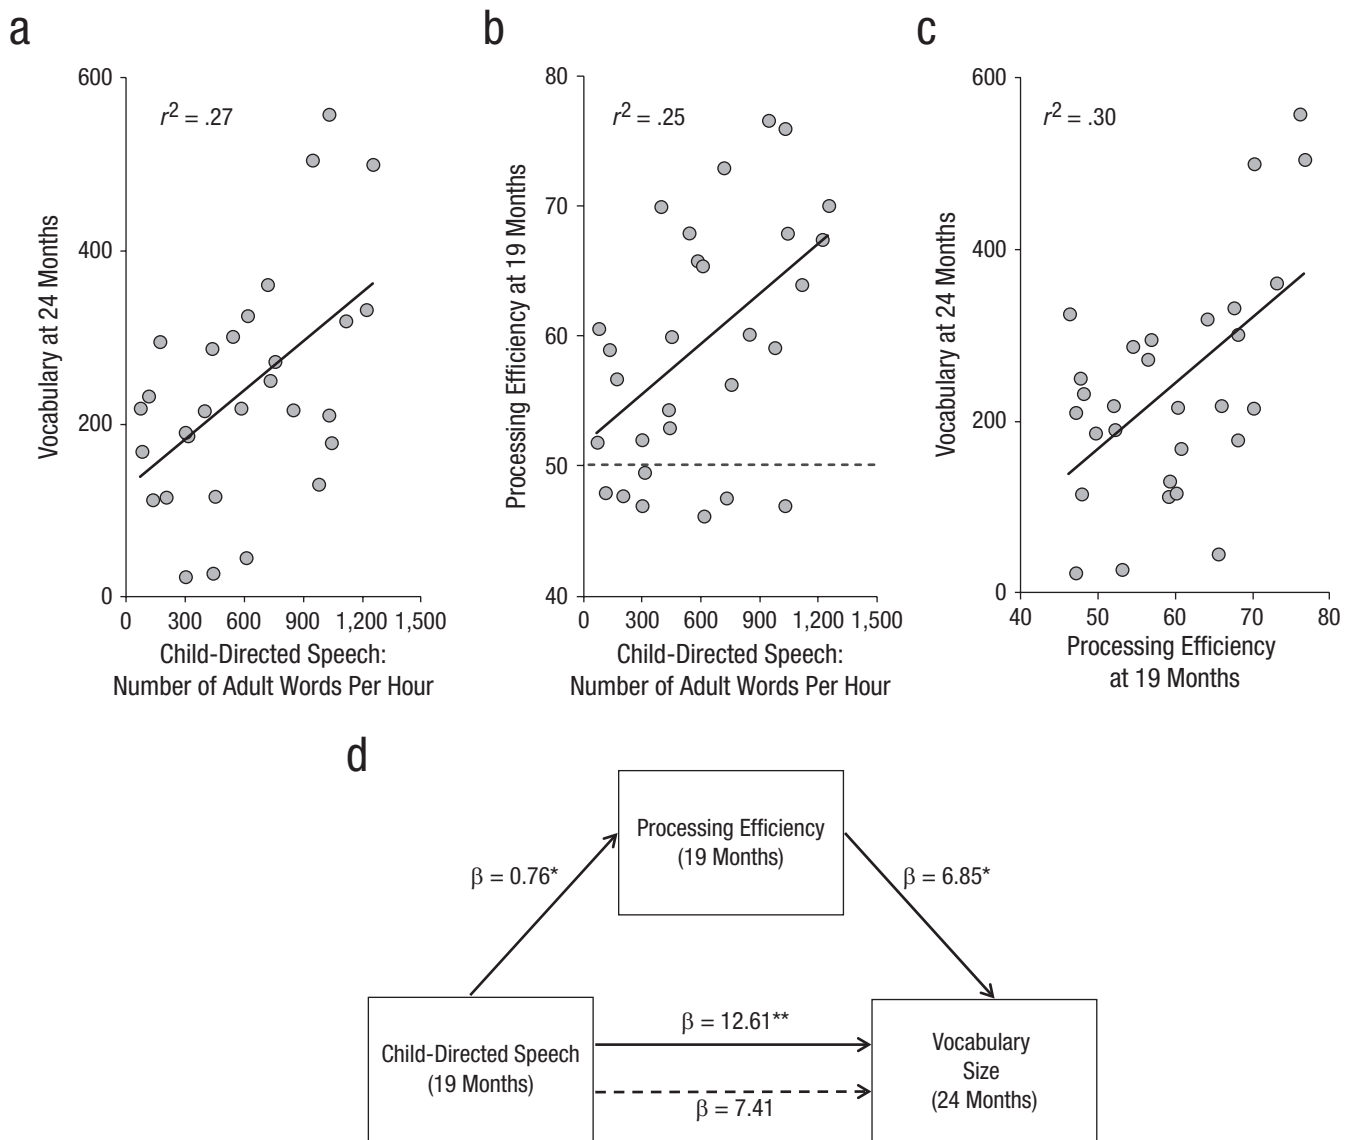 a
600
400
200
0
r² = .27
Vocabulary at 24 Months
0 300 600 900 1,200 1,500
Child-Directed Speech:
Number of Adult Words Per Hour
b
80
70
60
50
40
r² = .25
Processing Efficiency at 19 Months
0 300 600 900 1,200 1,500
Child-Directed Speech:
Number of Adult Words Per Hour
c
600
400
200
0
r² = .30
Vocabulary at 24 Months
40 50 60 70 80
Processing Efficiency
at 19 Months
d
Processing Efficiency
(19 Months)
β = 0.76*
β = 6.85*
Child-Directed Speech
(19 Months)
β = 12.61**
β = 7.41
Vocabulary
Size
(24 Months)